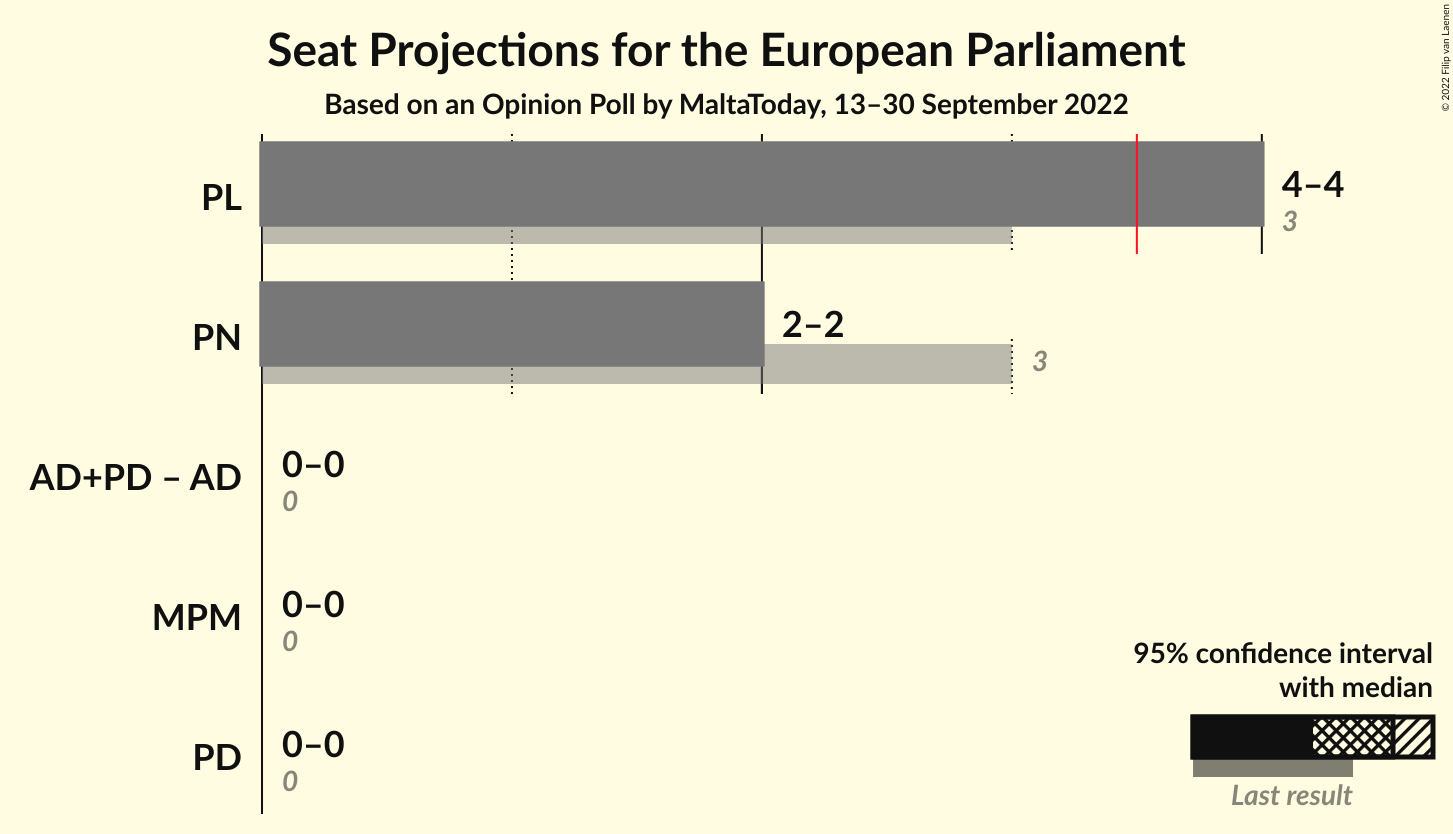 Seat Projections for the European Parliament
Based on an Opinion Poll by MaltaToday, 13–30 September 2022
© 2022 Filip van Laenen
PL
4–4
3
PN
2–2
3
AD+PD – AD
0–0
0
MPM
0–0
0
PD
0–0
0
95% confidence interval
with median
Last result